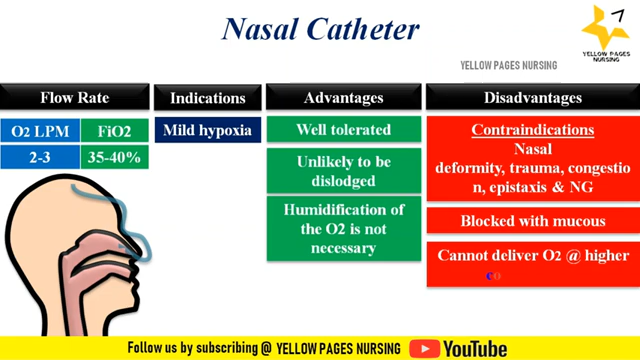 Nasal Catheter
YELLOW PAGES NURSING
YELLOW PAGES
NURSING
Flow Rate
Indications
Advantages
Disadvantages
O2 LPM
FiO2
2-3
35-40%
Mild hypoxia
Well tolerated
Unlikely to be
dislodged
Humidification of
the O2 is not
necessary
Contraindications
Nasal
deformity, trauma, congestio
n, epistaxis & NG
Blocked with mucous
Cannot deliver O2 @ higher
co
Follow us by subscribing @ YELLOW PAGES NURSING YouTube